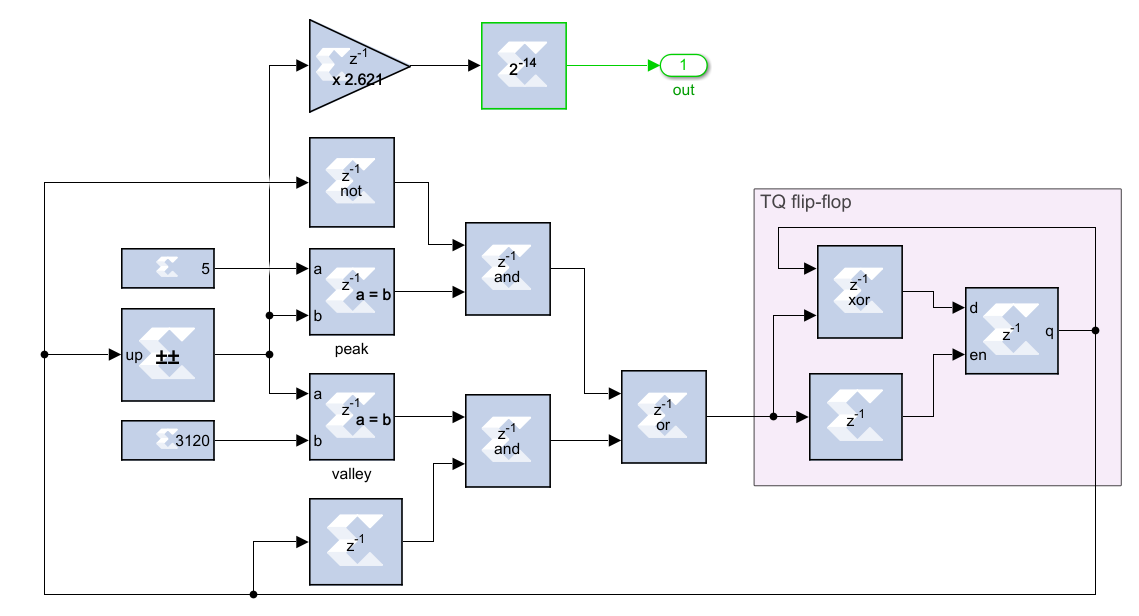 z-1
x 2.621
2-14
1
out
z-1
not
TQ flip-flop
z-1
and
z-1
xor
5
a
z-1
a = b
b
peak
d
z-1
q
en
up
±±
a
z-1
a = b
b
valley
3120
z-1
and
z-1
or
z-1
z-1